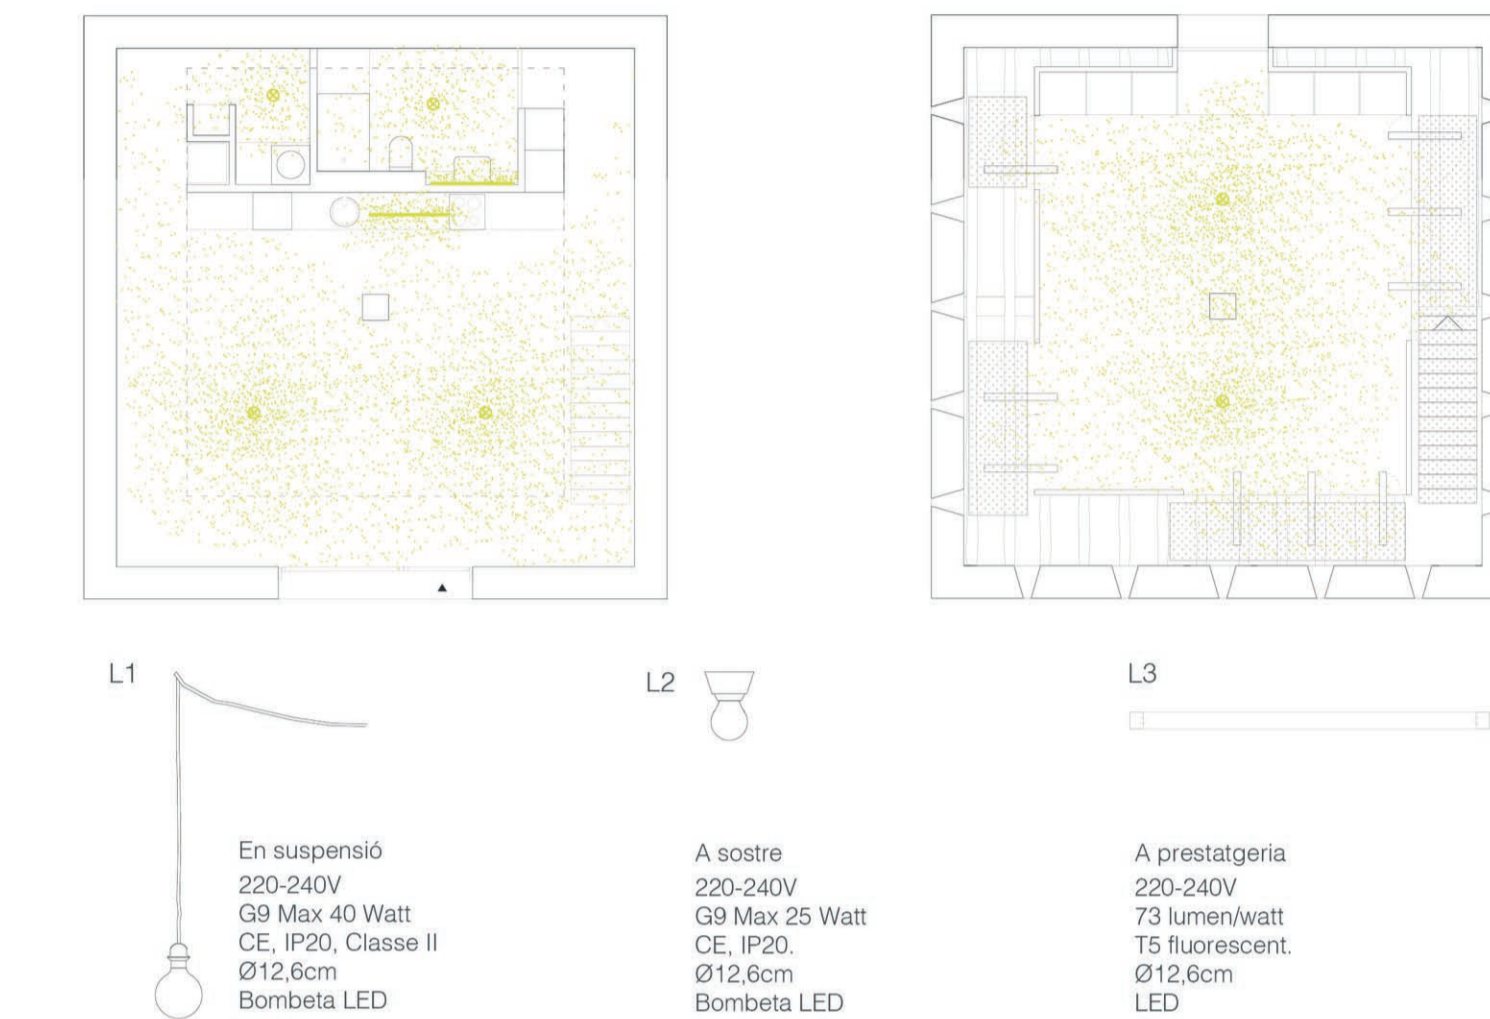 L1
En suspensió
220-240V
G9 Max 40 Watt
CE, IP20, Classe II
Ø12,6cm
Bombeta LED
L2
A sostre
220-240V
G9 Max 25 Watt
CE, IP20.
Ø12,6cm
Bombeta LED
L3
A prestatgeria
220-240V
73 lumen/watt
T5 fluorescent.
Ø12,6cm
LED